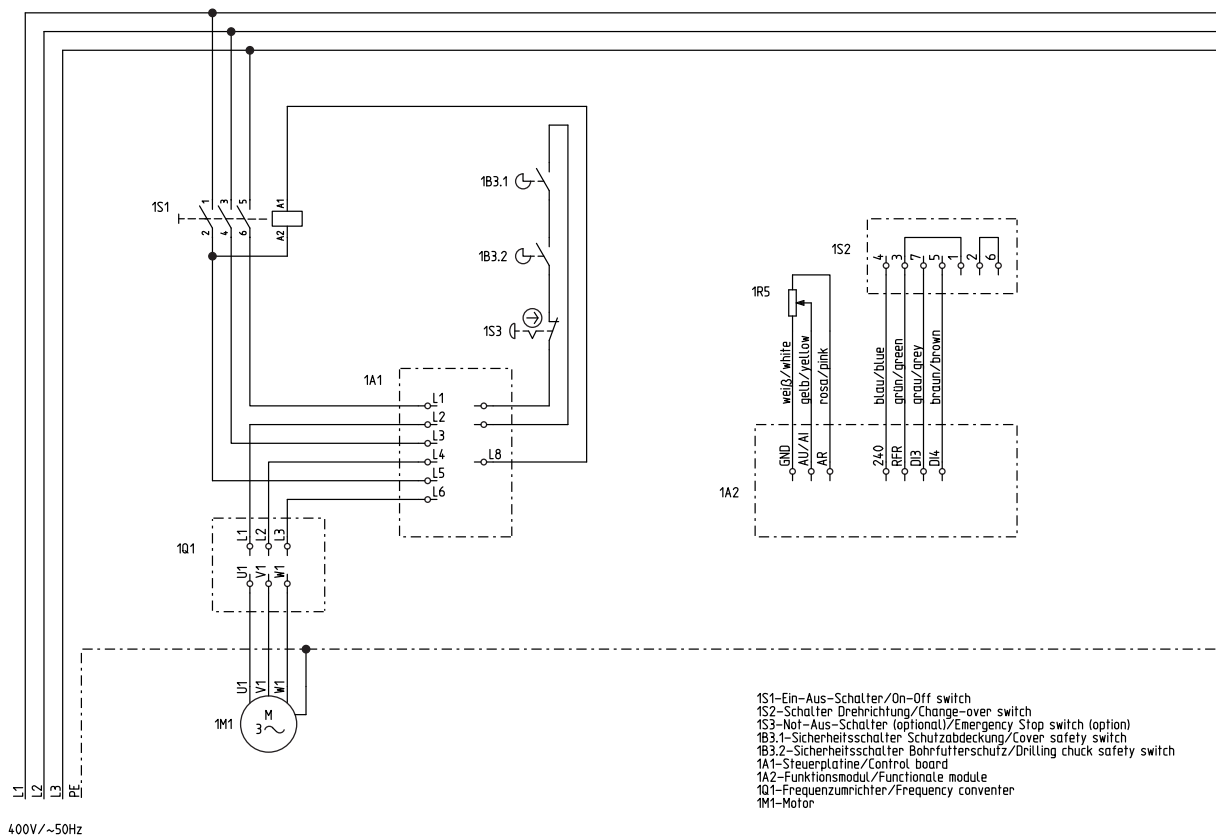 1S1
1
3
5
2
4
6
A1
A2
1B3.1
1B3.2
1S3
1A1
L1
L2
L3
L4
L5
L6
L8
1Q1
L1
L2
L3
U1
V1
W1
U1
V1
W1
1M1
M
3~
1R5
weiß/white
gelb/yellow
rosa/pink
GND
AU/AI
AR
1A2
1S2
4
3
7
5
1
2
6
blau/blue
grün/green
grau/grey
braun/brown
240
RFR
DI3
DI4
L1
L2
L3
PE
400V/~50Hz
1S1-Ein-Aus-Schalter/On-Off switch
1S2-Schalter Drehrichtung/Change-over switch
1S3-Not-Aus-Schalter (optional)/Emergency Stop switch (option)
1B3.1-Sicherheitsschalter Schutzabdeckung/Cover safety switch
1B3.2-Sicherheitsschalter Bohrfutterschufz/Drilling chuck safety switch
1A1-Steuerplatine/Control board
1A2-Funktionsmodul/Functionale module
1Q1-Frequenzumrichter/Frequency conventer
1M1-Motor